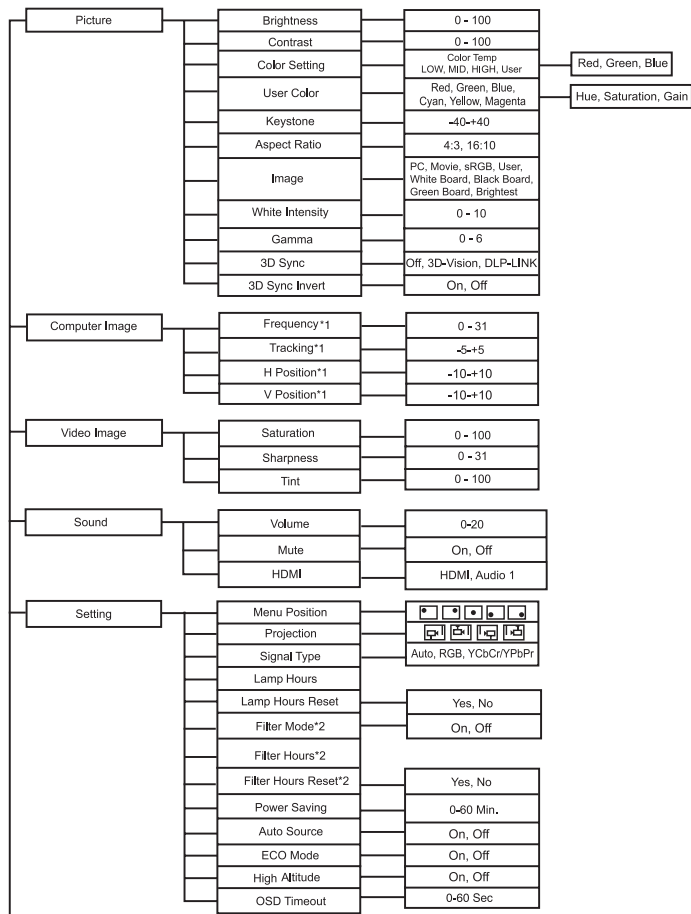 Picture
Brightness
0 - 100
Contrast
0 - 100
Color Setting
Color Temp
LOW, MID, HIGH, User
Red, Green, Blue
User Color
Red, Green, Blue,
Cyan, Yellow, Magenta
Hue, Saturation, Gain
Keystone
-40-+40
Aspect Ratio
4:3, 16:10
Image
PC, Movie, sRGB, User,
White Board, Black Board,
Green Board, Brightest
White Intensity
0 - 10
Gamma
0 - 6
3D Sync
Off, 3D-Vision, DLP-LINK
3D Sync Invert
On, Off
Computer Image
Frequency*1
0 - 31
Tracking*1
-5-+5
H Position*1
-10-+10
V Position*1
-10-+10
Video Image
Saturation
0 - 100
Sharpness
0 - 31
Tint
0 - 100
Sound
Volume
0-20
Mute
On, Off
HDMI
HDMI, Audio 1
Setting
Menu Position
Projection
Signal Type
Auto, RGB, YCbCr/YPbPr
Lamp Hours
Lamp Hours Reset
Yes, No
Filter Mode*2
On, Off
Filter Hours*2
Filter Hours Reset*2
Yes, No
Power Saving
0-60 Min.
Auto Source
On, Off
ECO Mode
On, Off
High Altitude
On, Off
OSD Timeout
0-60 Sec